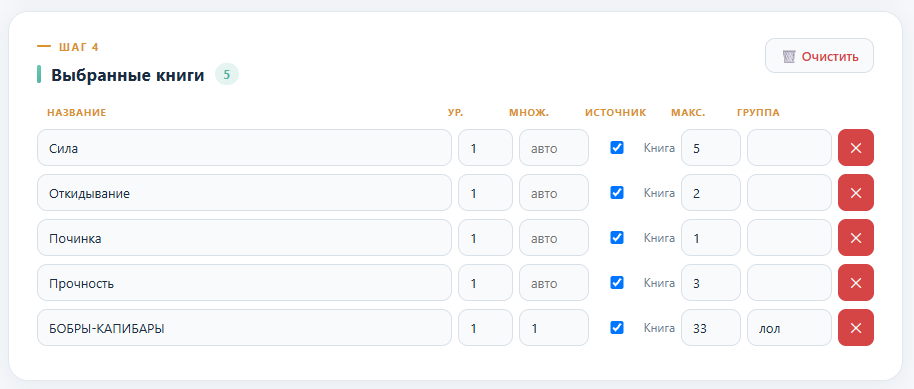 ШАГ 4
Выбранные книги 5
Очистить
НАЗВАНИЕ УР. МНОЖ. ИСТОЧНИК МАКС. ГРУППА
Сила 1 авто Книга 5
Откидывание 1 авто Книга 2
Починка 1 авто Книга 1
Прочность 1 авто Книга 3
БОБРЫ-КАПИБАРЫ 1 1 Книга 33 лол